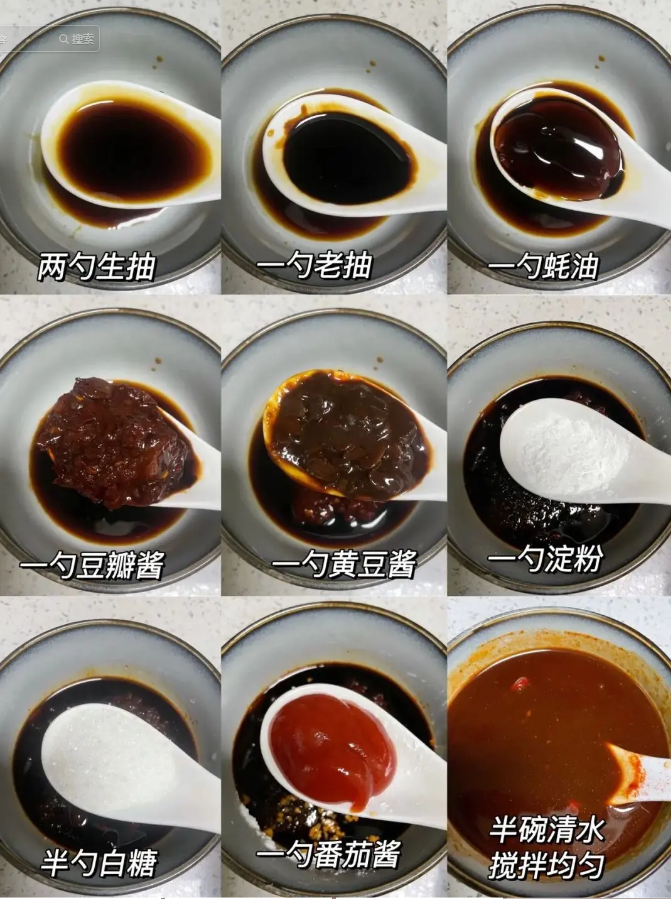 搜索
两勺生抽
一勺老抽
一勺蚝油
一勺豆瓣酱
一勺黄豆酱
一勺淀粉
半勺白糖
一勺番茄酱
半碗清水
搅拌均匀